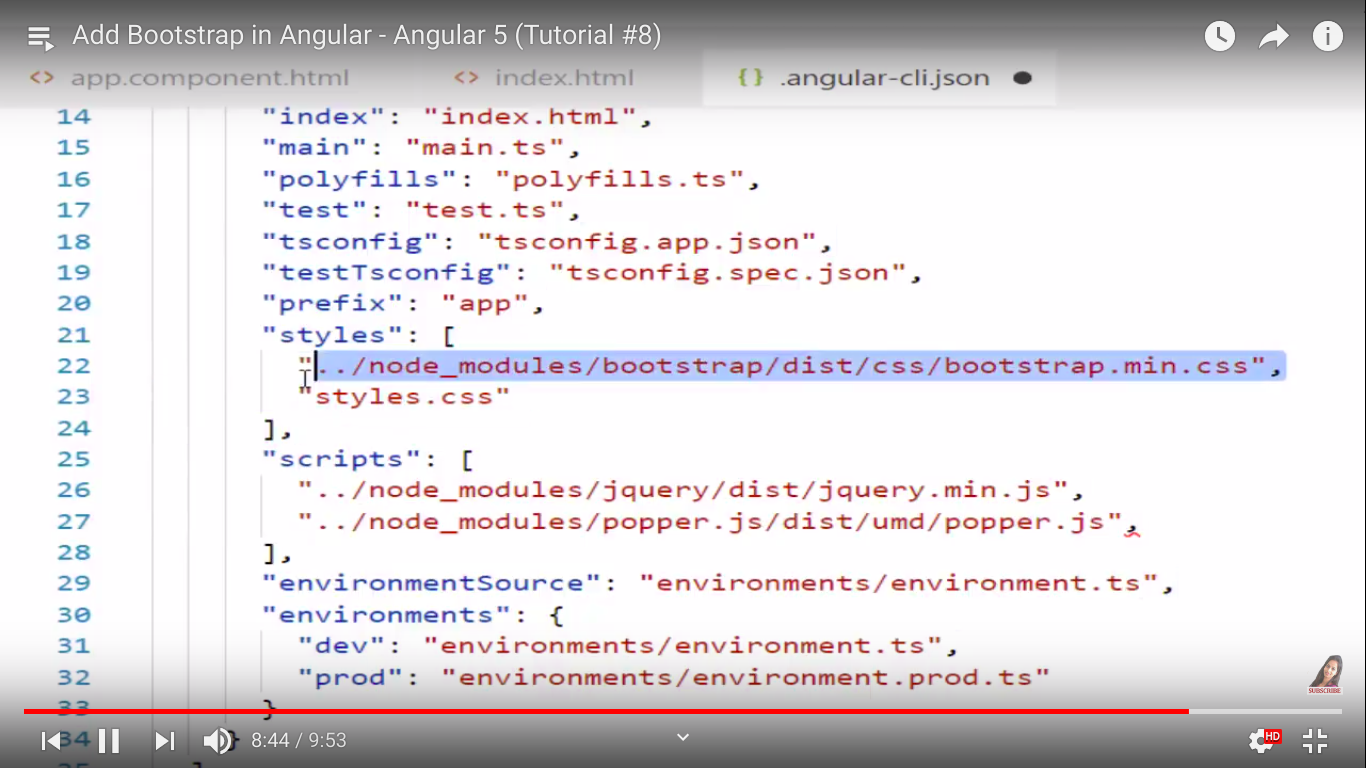 Add Bootstrap in Angular - Angular 5 (Tutorial #8)
<> app.component.html <> index.html {} .angular-cli.json ●
14 "index": "index.html",
15 "main": "main.ts",
16 "polyfills": "polyfills.ts",
17 "test": "test.ts",
18 "tsconfig": "tsconfig.app.json",
19 "testTsconfig": "tsconfig.spec.json",
20 "prefix": "app",
21 "styles": [
22 "../node_modules/bootstrap/dist/css/bootstrap.min.css",
23 "styles.css"
24 ],
25 "scripts": [
26 "../node_modules/jquery/dist/jquery.min.js",
27 "../node_modules/popper.js/dist/umd/popper.js",
28 ],
29 "environmentSource": "environments/environment.ts",
30 "environments": {
31 "dev": "environments/environment.ts",
32 "prod": "environments/environment.prod.ts"
SUBSCRIBE
33 }
34 }
8:44 / 9:53
HD